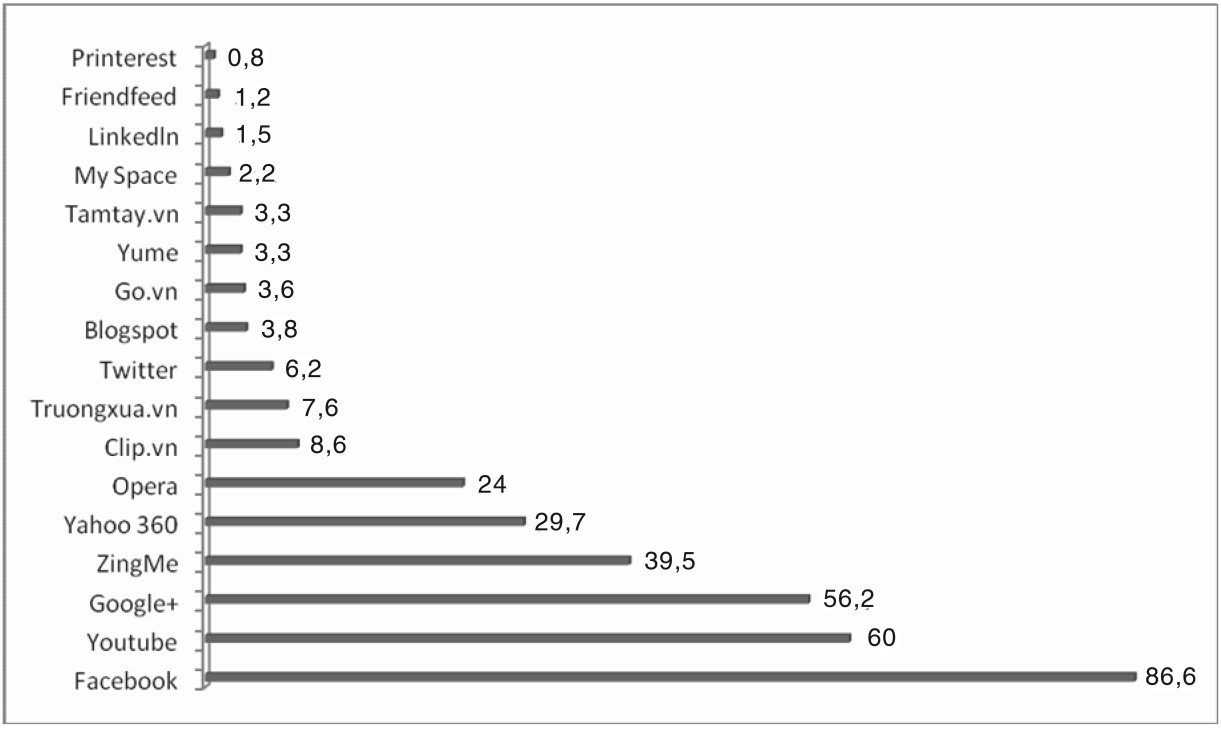 Printerest 0,8
Friendfeed 1,2
LinkedIn 1,5
My Space 2,2
Tamtay.vn 3,3
Yume 3,3
Go.vn 3,6
Blogspot 3,8
Twitter 6,2
Truongxua.vn 7,6
Clip.vn 8,6
Opera 24
Yahoo 360 29,7
ZingMe 39,5
Google+ 56,2
Youtube 60
Facebook 86,6